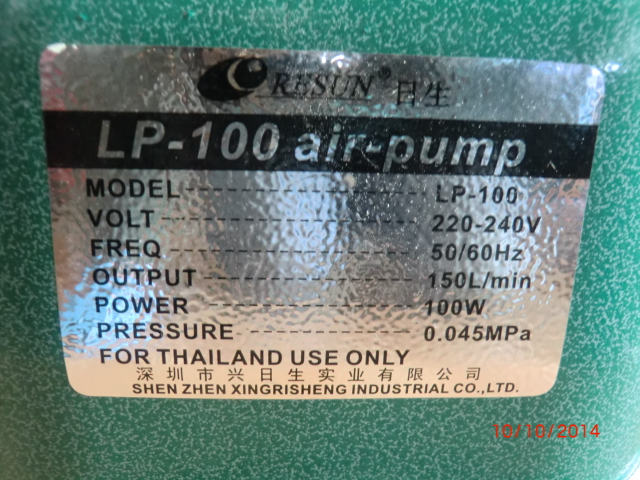 RESUN® 日生
LP-100 air-pump
MODEL------------------LP-100
VOLT--------------------220-240V
FREQ-------------------50/60Hz
OUTPUT----------------150L/min
POWER----------------100W
PRESSURE------------0.045MPa
FOR THAILAND USE ONLY
深圳市兴日生实业有限公司
SHEN ZHEN XINGRISHENG INDUSTRIAL CO.,LTD.
10/10/2014